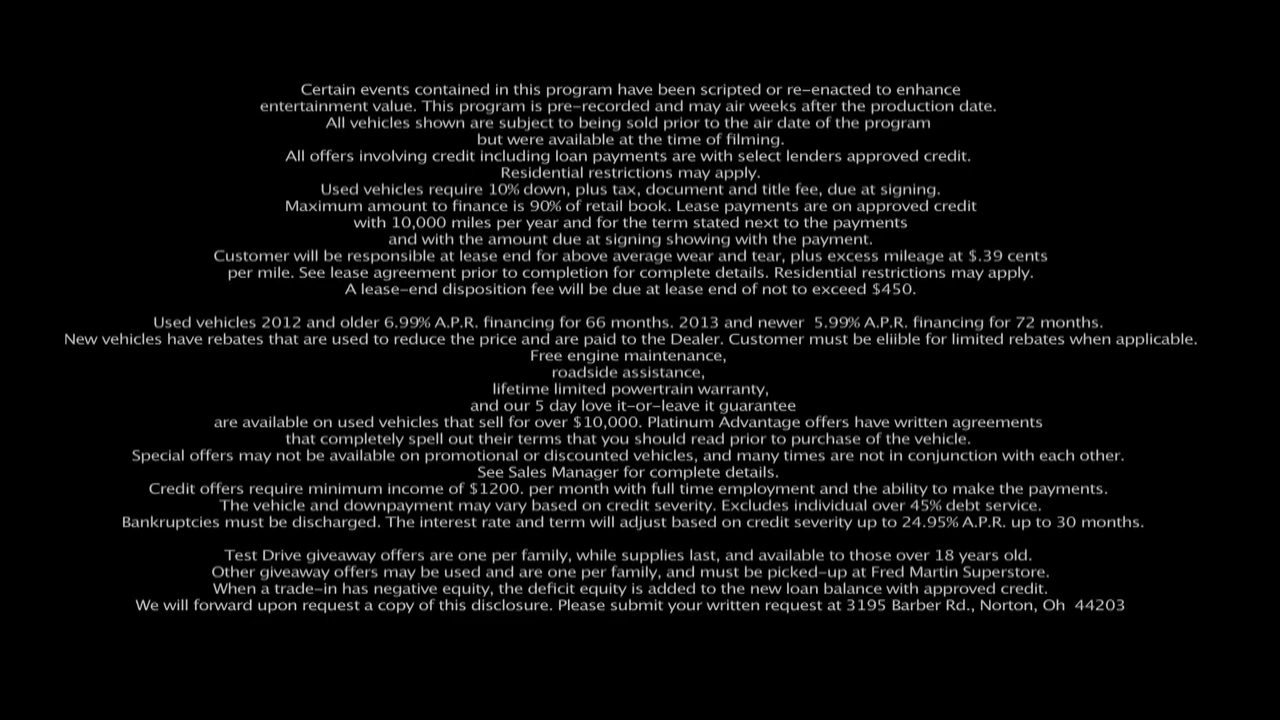 Certain events contained in this program have been scripted or re-enacted to enhance
entertainment value. This program is pre-recorded and may air weeks after the production date.
All vehicles shown are subject to being sold prior to the air date of the program
but were available at the time of filming.
All offers involving credit including loan payments are with select lenders approved credit.
Residential restrictions may apply.
Used vehicles require 10% down, plus tax, document and title fee, due at signing.
Maximum amount to finance is 90% of retail book. Lease payments are on approved credit
with 10,000 miles per year and for the term stated next to the payments
and with the amount due at signing showing with the payment.
Customer will be responsible at lease end for above average wear and tear, plus excess mileage at $.39 cents
per mile. See lease agreement prior to completion for complete details. Residential restrictions may apply.
A lease-end disposition fee will be due at lease end of not to exceed $450.
Used vehicles 2012 and older 6.99% A.P.R. financing for 66 months. 2013 and newer  5.99% A.P.R. financing for 72 months.
New vehicles have rebates that are used to reduce the price and are paid to the Dealer. Customer must be eliible for limited rebates when applicable.
Free engine maintenance,
roadside assistance,
lifetime limited powertrain warranty,
and our 5 day love it-or-leave it guarantee
are available on used vehicles that sell for over $10,000. Platinum Advantage offers have written agreements
that completely spell out their terms that you should read prior to purchase of the vehicle.
Special offers may not be available on promotional or discounted vehicles, and many times are not in conjunction with each other.
See Sales Manager for complete details.
Credit offers require minimum income of $1200. per month with full time employment and the ability to make the payments.
The vehicle and downpayment may vary based on credit severity. Excludes individual over 45% debt service.
Bankruptcies must be discharged. The interest rate and term will adjust based on credit severity up to 24.95% A.P.R. up to 30 months.
Test Drive giveaway offers are one per family, while supplies last, and available to those over 18 years old.
Other giveaway offers may be used and are one per family, and must be picked-up at Fred Martin Superstore.
When a trade-in has negative equity, the deficit equity is added to the new loan balance with approved credit.
We will forward upon request a copy of this disclosure. Please submit your written request at 3195 Barber Rd., Norton, Oh  44203